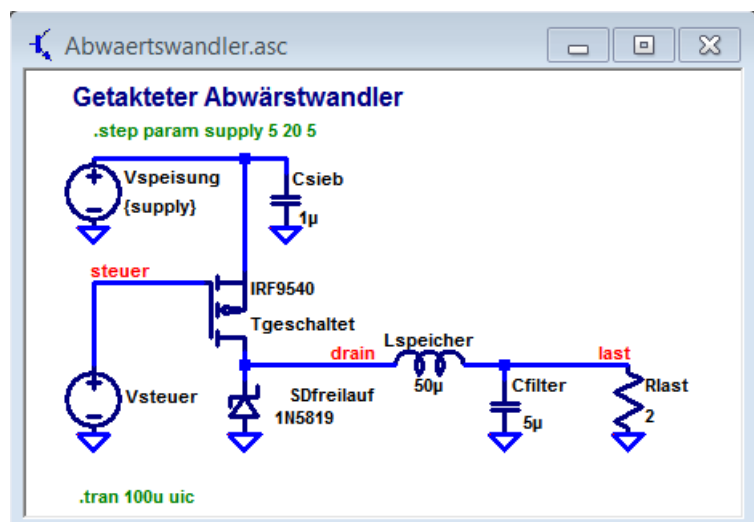 Abwaertswandler.asc
Getakteter Abwärstwandler
.step param supply 5 20 5
Vspeisung
{supply}
Csieb
1µ
steuer
IRF9540
Tgeschaltet
drain
Lspeicher
50µ
last
Vsteuer
SDfreilauf
1N5819
Cfilter
5µ
Rlast
2
.tran 100u uic